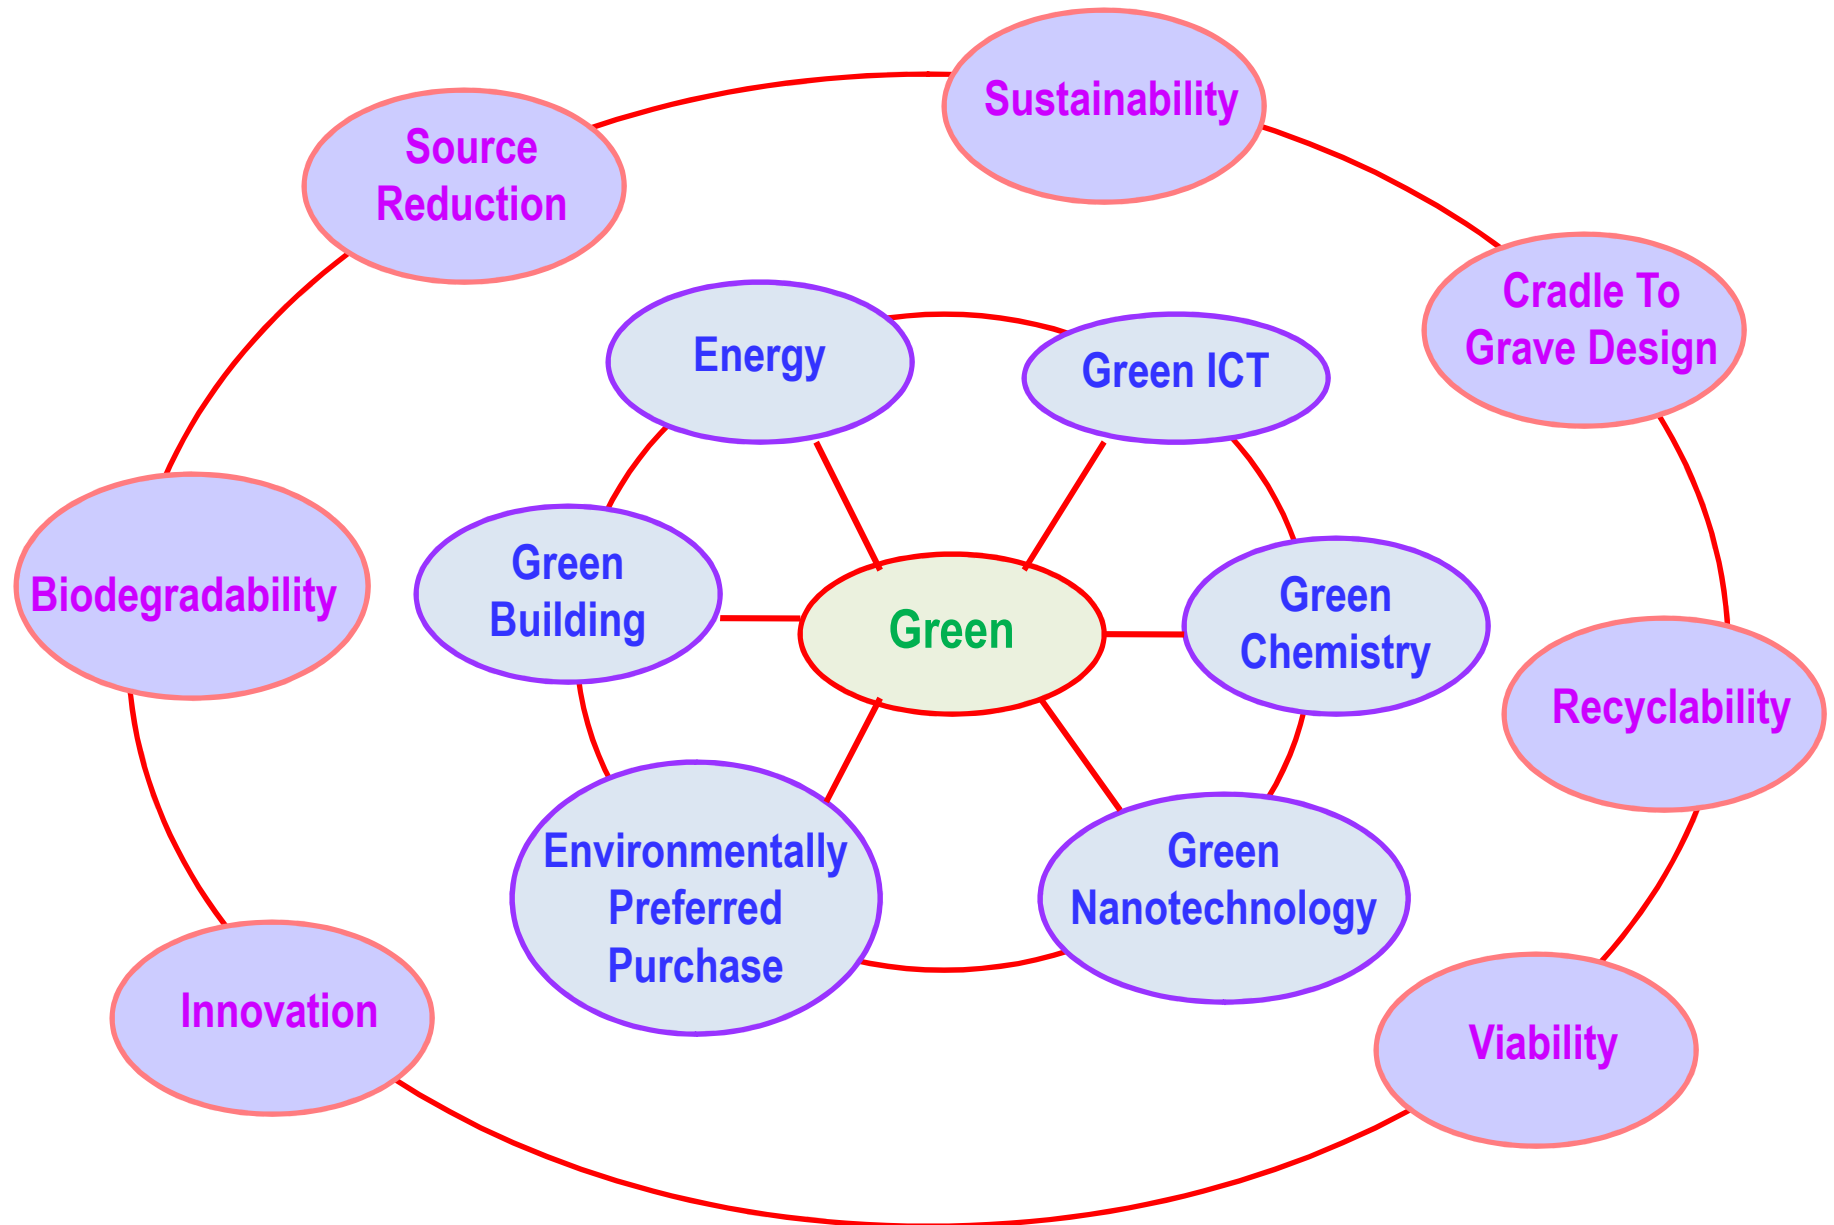 Sustainability
Source
Reduction
Cradle To
Grave Design
Energy
Green ICT
Green
Building
Green
Chemistry
Green
Biodegradability
Recyclability
Environmentally
Preferred
Purchase
Green
Nanotechnology
Innovation
Viability